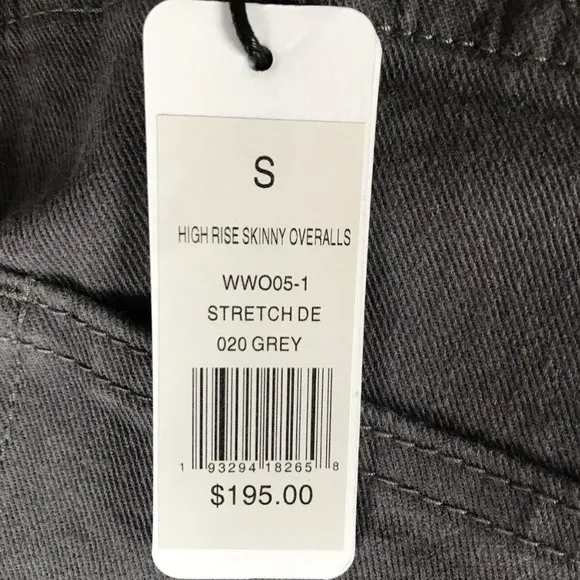 S
HIGH RISE SKINNY OVERALLS
WWO05-1
STRETCH DE
020 GREY
1 93294 18265 8
$195.00